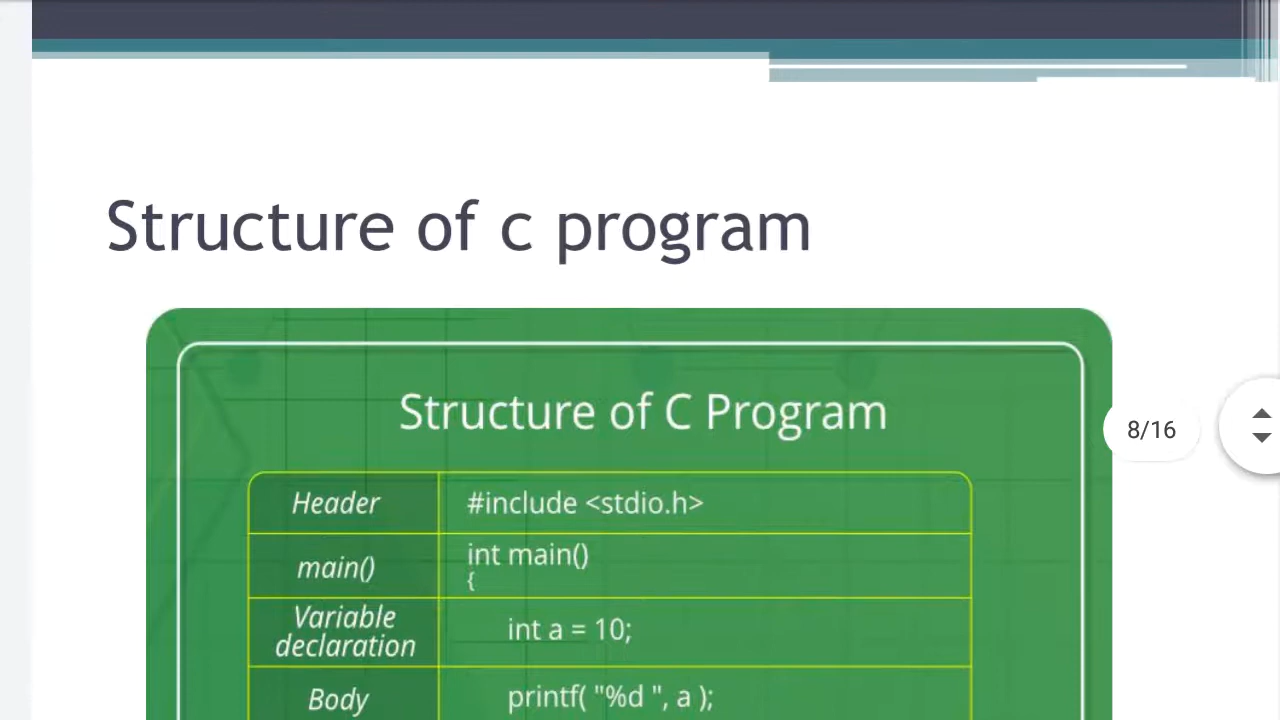 Structure of c program
Structure of C Program
8/16
Header #include <stdio.h>
main() int main()
{
Variable
declaration int a = 10;
Body printf( "%d ", a );